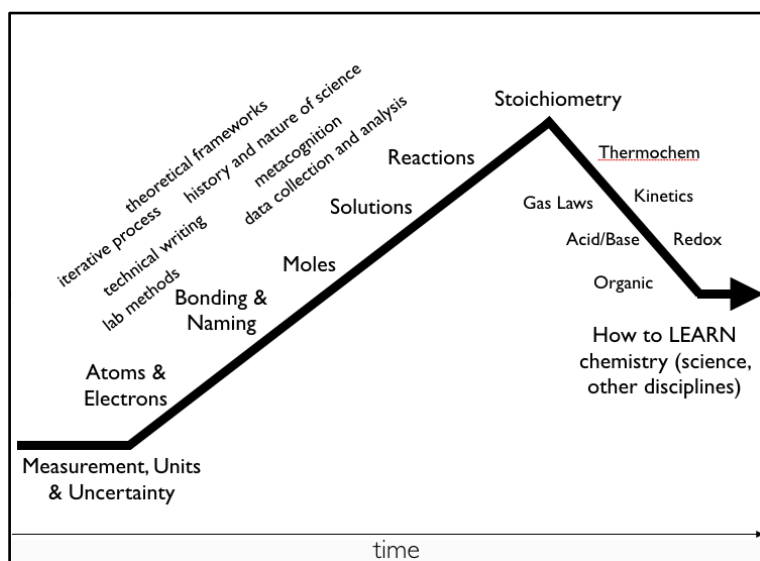 theoretical frameworks
history and nature of science
iterative process
metacognition
technical writing
data collection and analysis
lab methods
Stoichiometry
Reactions
Solutions
Moles
Bonding &
Naming
Atoms &
Electrons
Measurement, Units
& Uncertainty
Thermochem
Gas Laws
Kinetics
Acid/Base
Redox
Organic
How to LEARN
chemistry (science,
other disciplines)
time